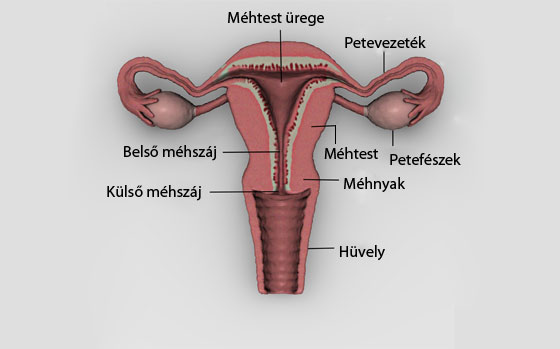 Méhtest ürege
Petevezeték
Belső méhszáj
Méhtest
Petefészek
Külső méhszáj
Méhnyak
Hüvely